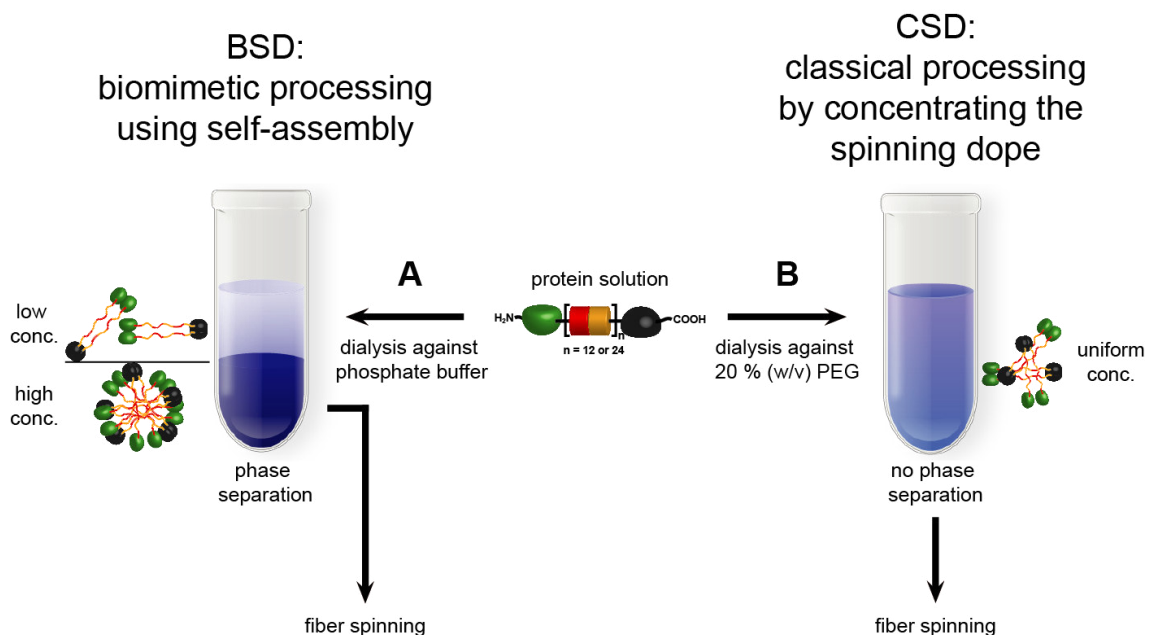 BSD:
biomimetic processing
using self-assembly
CSD:
classical processing
by concentrating the
spinning dope
low
conc.
high
conc.
phase
separation
A
dialysis against
phosphate buffer
protein solution
H₂N
[ ]n
COOH
n = 12 or 24
B
dialysis against
20 % (w/v) PEG
uniform
conc.
no phase
separation
fiber spinning
fiber spinning